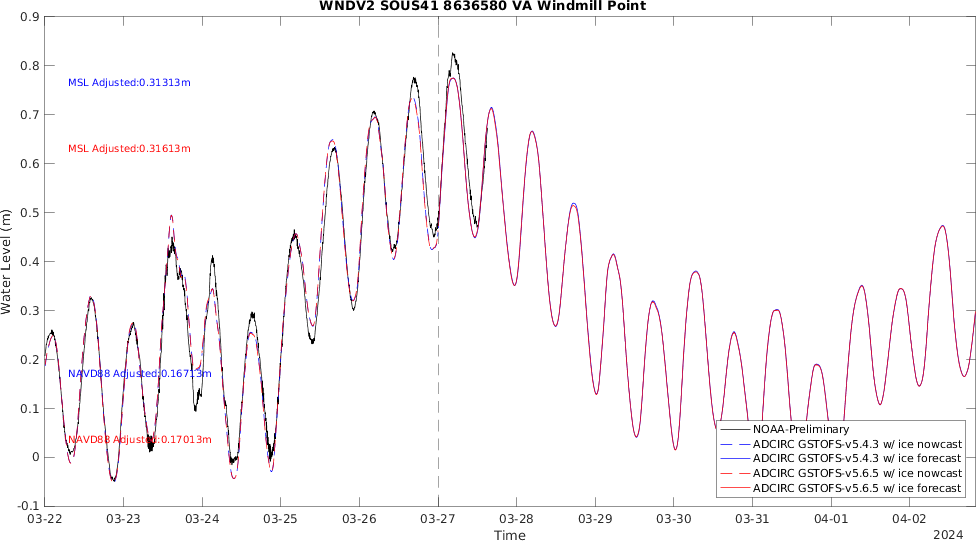 WNDV2 SOUS41 8636580 VA Windmill Point
0.9
0.8
0.7
0.6
0.5
0.4
0.3
0.2
0.1
0
-0.1
Water Level (m)
MSL Adjusted:0.31313m
MSL Adjusted:0.31613m
NAVD88 Adjusted:0.16713m
NAVD88 Adjusted:0.17013m
NOAA-Preliminary
ADCIRC GSTOFS-v5.4.3 w/ ice nowcast
ADCIRC GSTOFS-v5.4.3 w/ ice forecast
ADCIRC GSTOFS-v5.6.5 w/ ice nowcast
ADCIRC GSTOFS-v5.6.5 w/ ice forecast
03-22 03-23 03-24 03-25 03-26 03-27 03-28 03-29 03-30 03-31 04-01 04-02
Time
2024